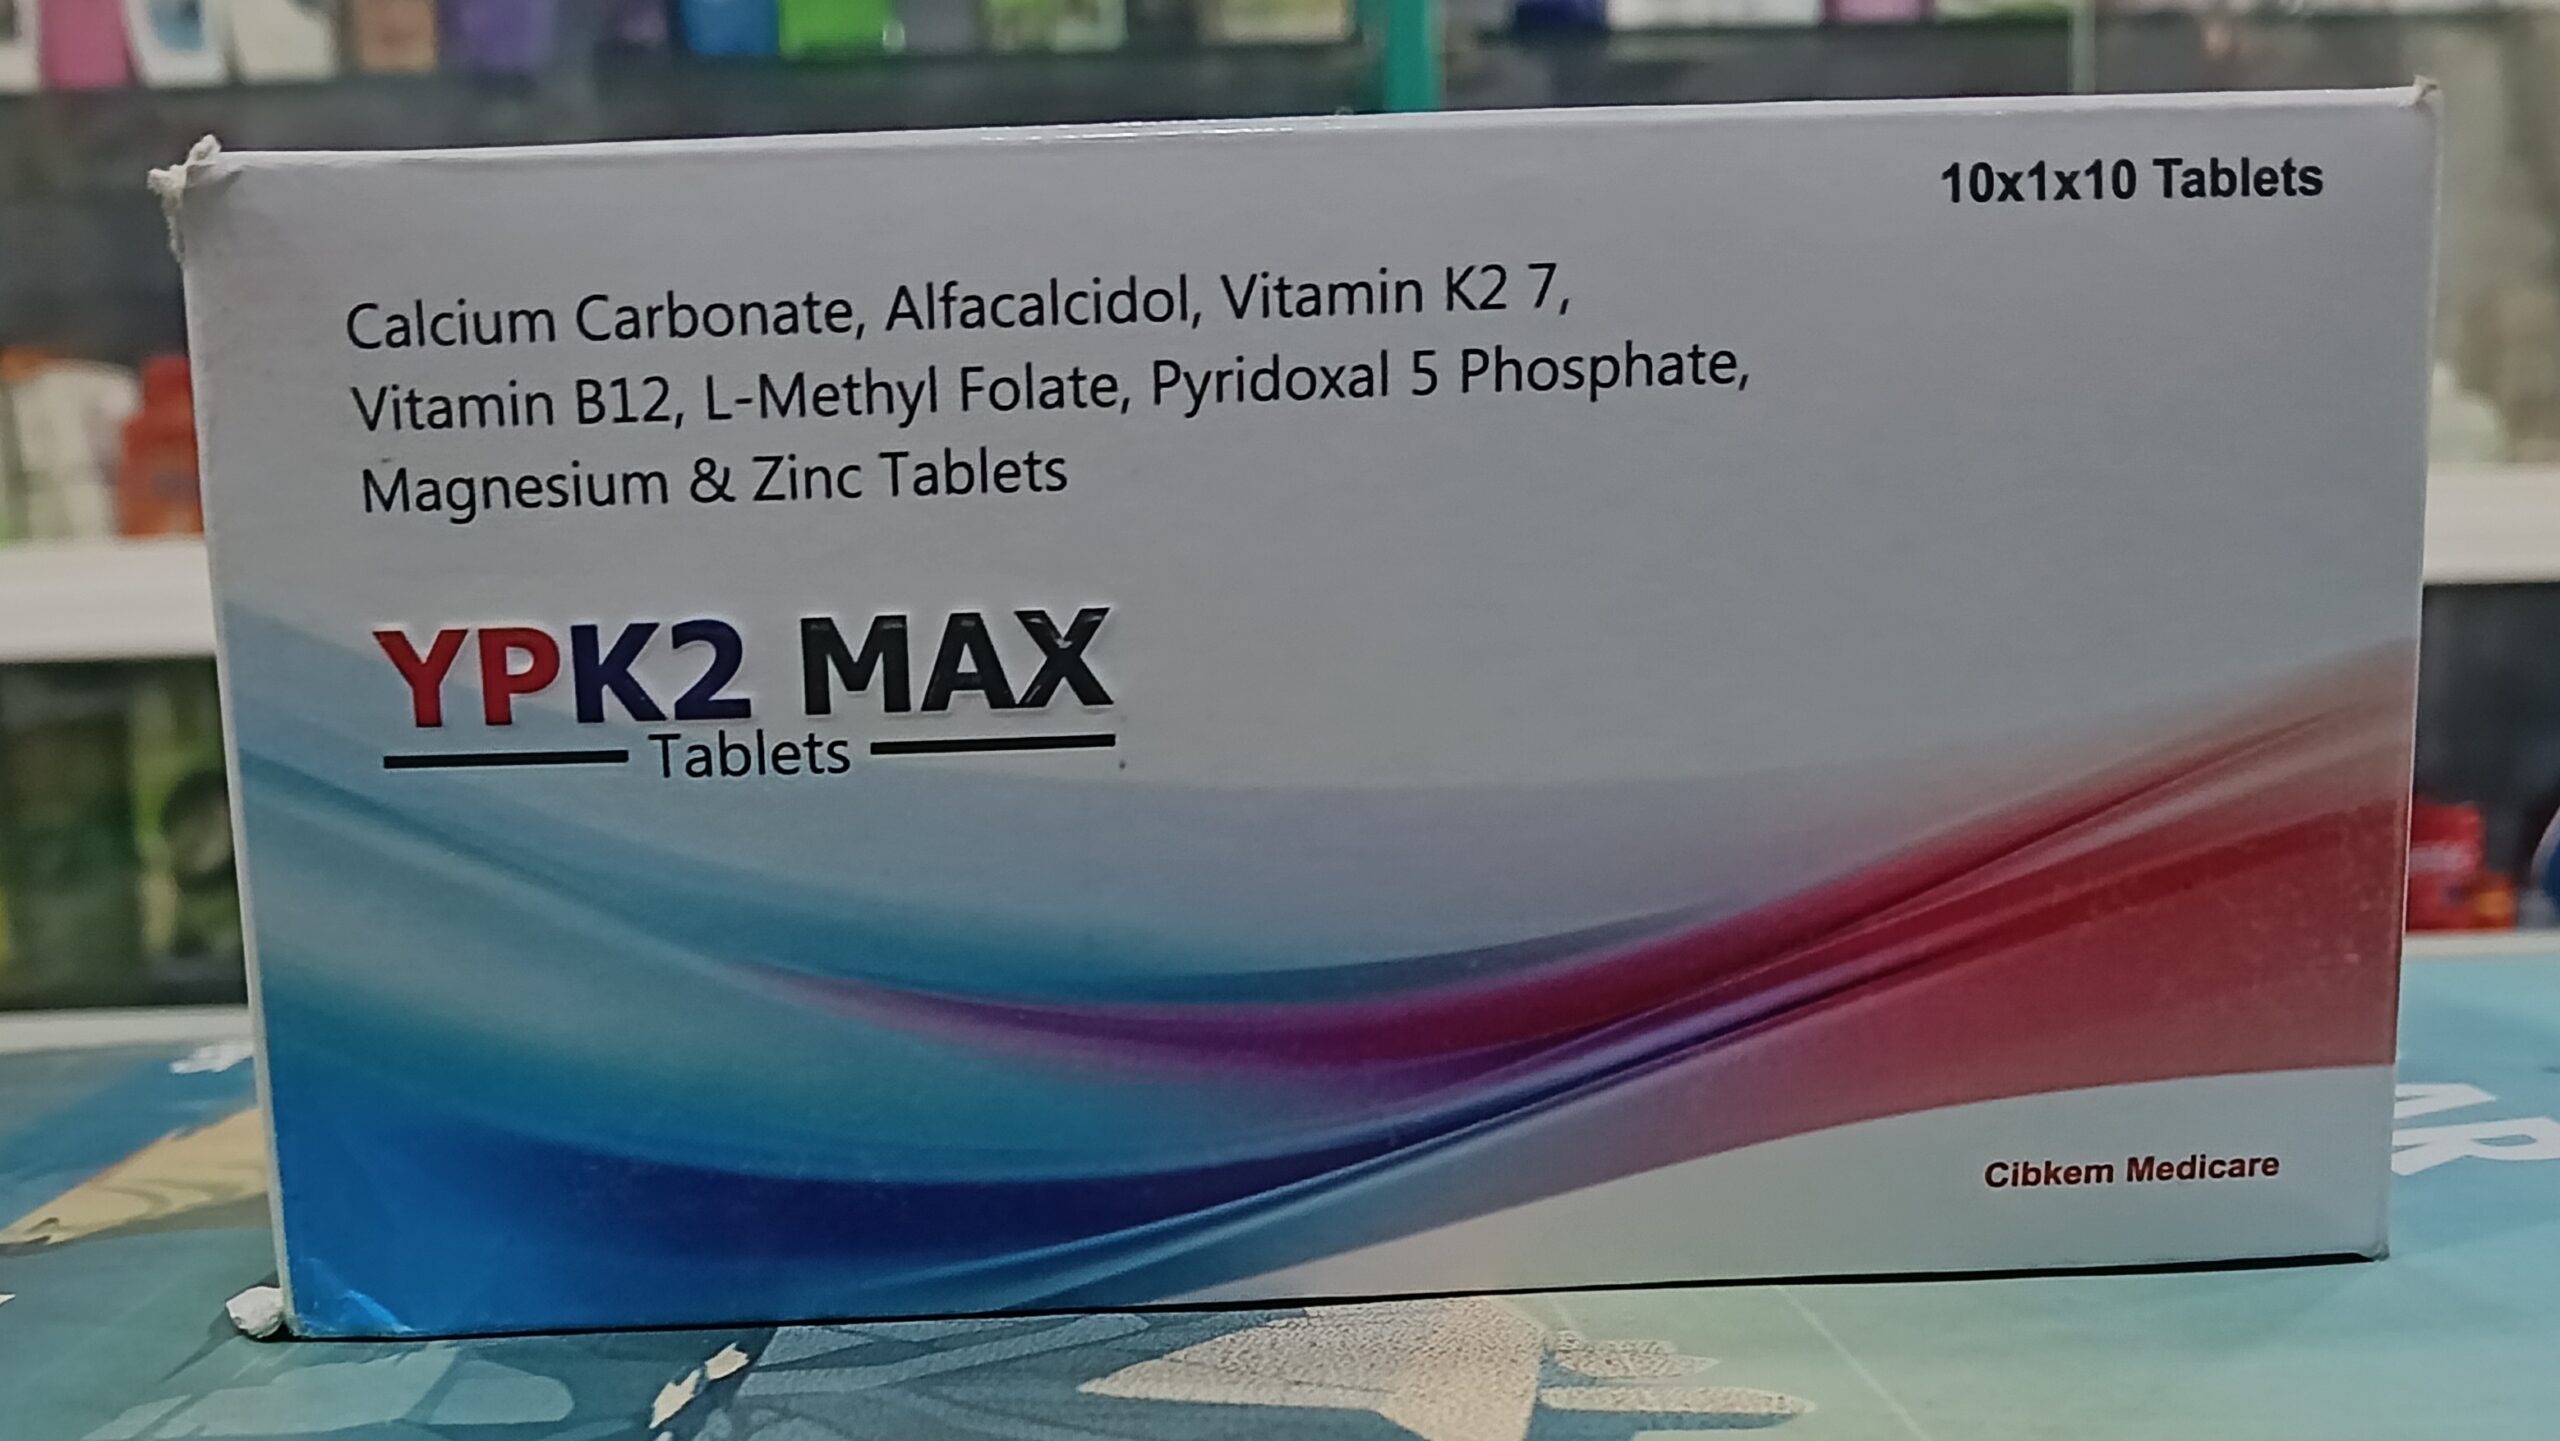 10x1x10 Tablets
Calcium Carbonate, Alfacalcidol, Vitamin K2 7,
Vitamin B12, L-Methyl Folate, Pyridoxal 5 Phosphate,
Magnesium & Zinc Tablets
YPK2 MAX
Tablets
Cibkem Medicare
AR